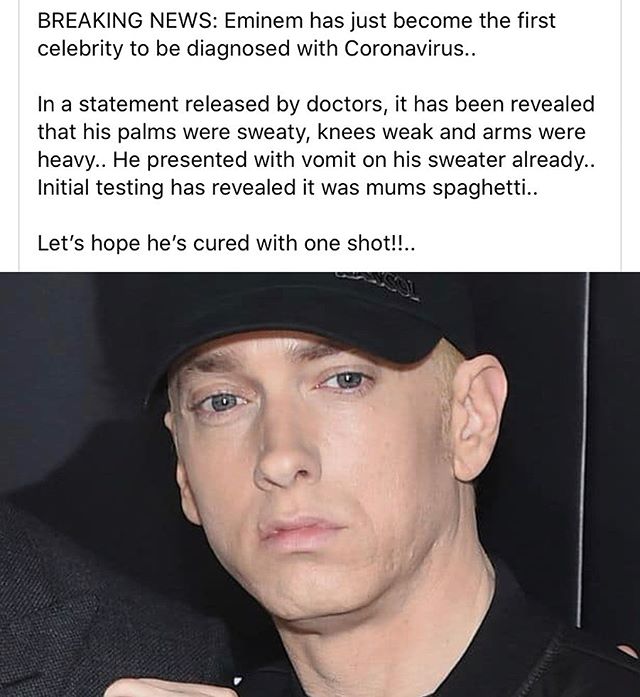 BREAKING NEWS: Eminem has just become the first
celebrity to be diagnosed with Coronavirus..
In a statement released by doctors, it has been revealed
that his palms were sweaty, knees weak and arms were
heavy.. He presented with vomit on his sweater already..
Initial testing has revealed it was mums spaghetti..
Let’s hope he’s cured with one shot!!..